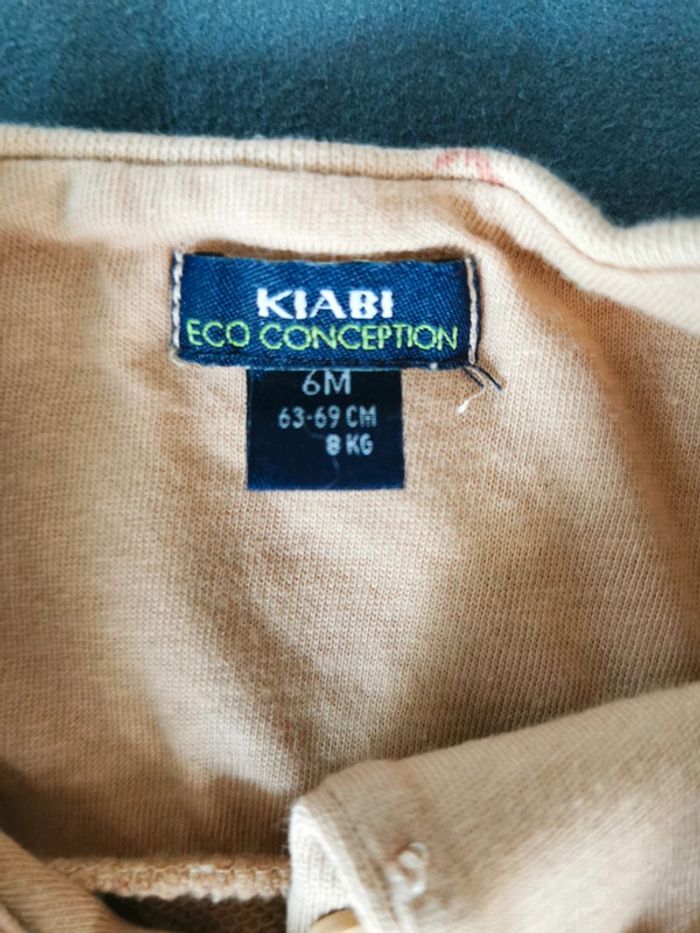 KIABI
ECO CONCEPTION
6M
63-69 CM
8 KG